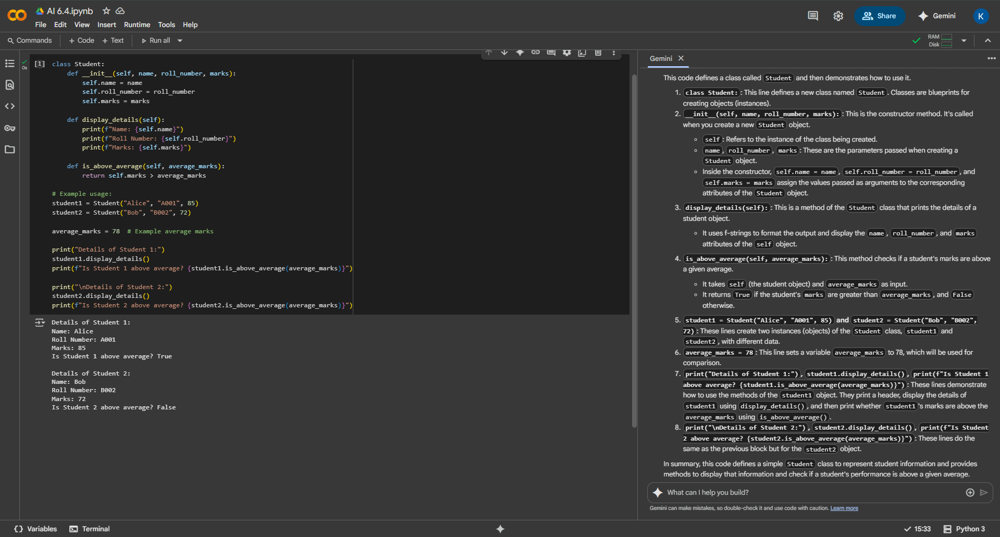 AI 6.4.ipynb
File Edit View Insert Runtime Tools Help
Share
Gemini
K
Commands + Code + Text Run all
RAM
Disk
[1]
0s
class Student:
    def __init__(self, name, roll_number, marks):
        self.name = name
        self.roll_number = roll_number
        self.marks = marks
    def display_details(self):
        print(f"Name: {self.name}")
        print(f"Roll Number: {self.roll_number}")
        print(f"Marks: {self.marks}")
    def is_above_average(self, average_marks):
        return self.marks > average_marks
# Example usage:
student1 = Student("Alice", "A001", 85)
student2 = Student("Bob", "B002", 72)
average_marks = 78  # Example average marks
print("Details of Student 1:")
student1.display_details()
print(f"Is Student 1 above average? {student1.is_above_average(average_marks)}")
print("\nDetails of Student 2:")
student2.display_details()
print(f"Is Student 2 above average? {student2.is_above_average(average_marks)}")
Details of Student 1:
Name: Alice
Roll Number: A001
Marks: 85
Is Student 1 above average? True
Details of Student 2:
Name: Bob
Roll Number: B002
Marks: 72
Is Student 2 above average? False
Gemini
This code defines a class called Student and then demonstrates how to use it.
1. class Student: : This line defines a new class named Student . Classes are blueprints for
creating objects (instances).
2. __init__(self, name, roll_number, marks): : This is the constructor method. It's called
when you create a new Student object.
◦ self : Refers to the instance of the class being created.
◦ name , roll_number , marks : These are the parameters passed when creating a
Student object.
◦ Inside the constructor, self.name = name , self.roll_number = roll_number , and
self.marks = marks assign the values passed as arguments to the corresponding
attributes of the Student object.
3. display_details(self): : This is a method of the Student class that prints the details of a
student object.
◦ It uses f-strings to format the output and display the name , roll_number , and marks
attributes of the self object.
4. is_above_average(self, average_marks): : This method checks if a student's marks are above
a given average.
◦ It takes self (the student object) and average_marks as input.
◦ It returns True if the student's marks are greater than average_marks , and False
otherwise.
5. student1 = Student("Alice", "A001", 85) and student2 = Student("Bob", "B002",
72) : These lines create two instances (objects) of the Student class, student1 and
student2 , with different data.
6. average_marks = 78 : This line sets a variable average_marks to 78, which will be used for
comparison.
7. print("Details of Student 1:") , student1.display_details() , print(f"Is Student 1
above average? {student1.is_above_average(average_marks)}") : These lines demonstrate
how to use the methods of the student1 object. They print a header, display the details of
student1 using display_details() , and then print whether student1 's marks are above the
average_marks using is_above_average() .
8. print("\nDetails of Student 2:") , student2.display_details() , print(f"Is Student
2 above average? {student2.is_above_average(average_marks)}") : These lines do the
same as the previous block but for the student2 object.
In summary, this code defines a simple Student class to represent student information and provides
methods to display that information and check if a student's performance is above a given average.
What can I help you build?
Gemini can make mistakes, so double-check it and use code with caution. Learn more
{} Variables Terminal
15:33 Python 3